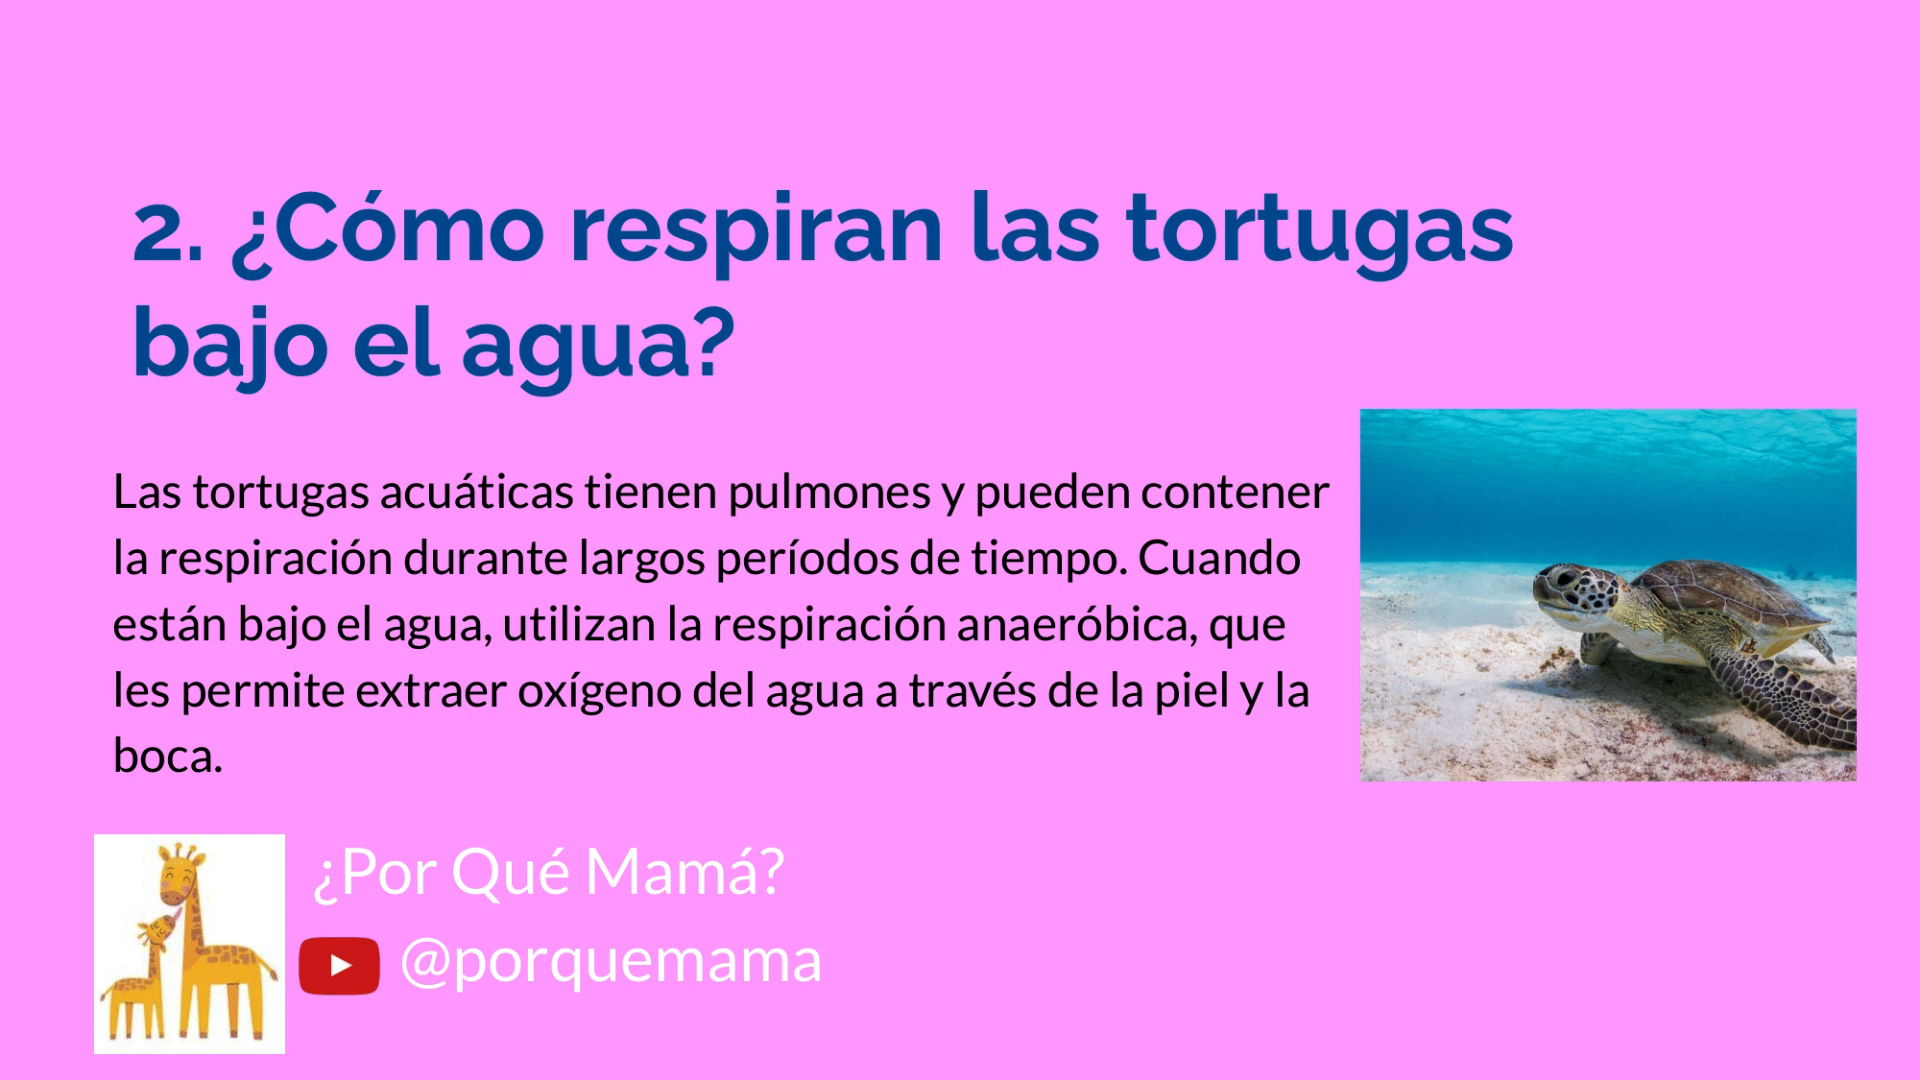 2. ¿Cómo respiran las tortugas
bajo el agua?
Las tortugas acuáticas tienen pulmones y pueden contener
la respiración durante largos períodos de tiempo. Cuando
están bajo el agua, utilizan la respiración anaeróbica, que
les permite extraer oxígeno del agua a través de la piel y la
boca.
¿Por Qué Mamá?
@porquemama